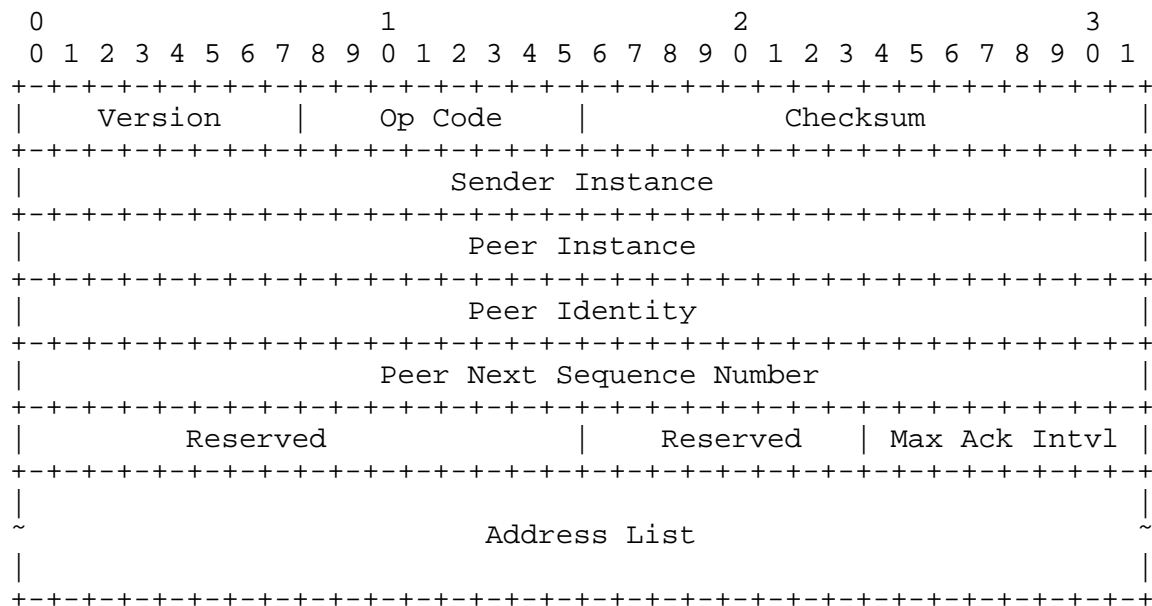 0                   1                   2                   3
 0 1 2 3 4 5 6 7 8 9 0 1 2 3 4 5 6 7 8 9 0 1 2 3 4 5 6 7 8 9 0 1
+-+-+-+-+-+-+-+-+-+-+-+-+-+-+-+-+-+-+-+-+-+-+-+-+-+-+-+-+-+-+-+-+
|    Version    |    Op Code    |           Checksum            |
+-+-+-+-+-+-+-+-+-+-+-+-+-+-+-+-+-+-+-+-+-+-+-+-+-+-+-+-+-+-+-+-+
|                        Sender Instance                        |
+-+-+-+-+-+-+-+-+-+-+-+-+-+-+-+-+-+-+-+-+-+-+-+-+-+-+-+-+-+-+-+-+
|                         Peer Instance                         |
+-+-+-+-+-+-+-+-+-+-+-+-+-+-+-+-+-+-+-+-+-+-+-+-+-+-+-+-+-+-+-+-+
|                         Peer Identity                         |
+-+-+-+-+-+-+-+-+-+-+-+-+-+-+-+-+-+-+-+-+-+-+-+-+-+-+-+-+-+-+-+-+
|                    Peer Next Sequence Number                  |
+-+-+-+-+-+-+-+-+-+-+-+-+-+-+-+-+-+-+-+-+-+-+-+-+-+-+-+-+-+-+-+-+
|         Reserved              |    Reserved   | Max Ack Intvl |
+-+-+-+-+-+-+-+-+-+-+-+-+-+-+-+-+-+-+-+-+-+-+-+-+-+-+-+-+-+-+-+-+
|                                                               |
~                          Address List                         ~
|                                                               |
+-+-+-+-+-+-+-+-+-+-+-+-+-+-+-+-+-+-+-+-+-+-+-+-+-+-+-+-+-+-+-+-+